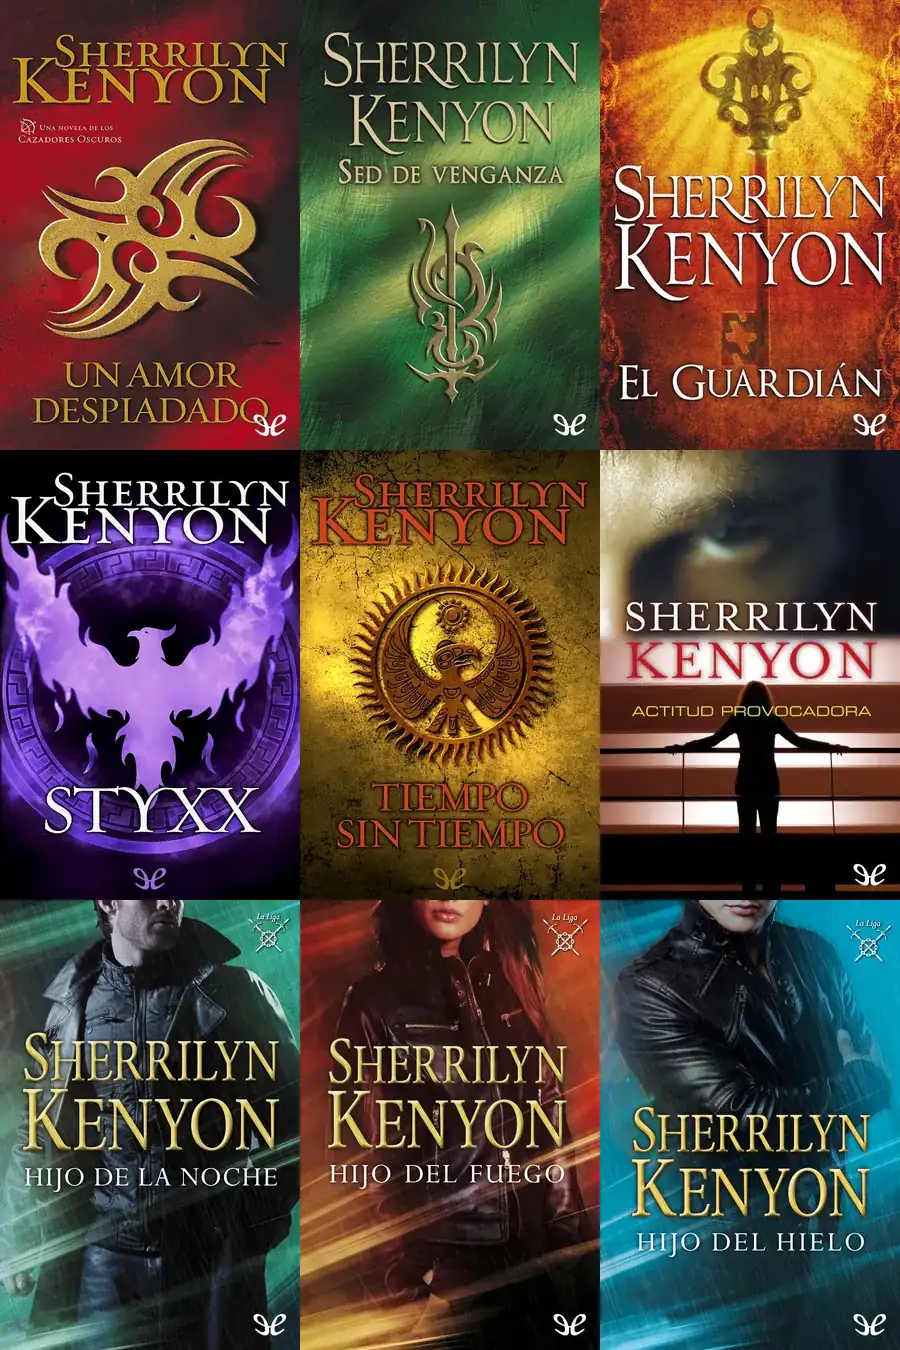 SHERRILYN
KENYON
UNA NOVELA DE LOS
CAZADORES OSCUROS
UN AMOR
DESPIADADO
SHERRILYN
KENYON
SED DE VENGANZA
SHERRILYN
KENYON
EL GUARDIÁN
SHERRILYN
KENYON
STYXX
SHERRILYN
KENYON
TIEMPO
SIN TIEMPO
SHERRILYN
KENYON
ACTITUD PROVOCADORA
La Liga
SHERRILYN
KENYON
HIJO DE LA NOCHE
La Liga
SHERRILYN
KENYON
HIJO DEL FUEGO
La Liga
SHERRILYN
KENYON
HIJO DEL HIELO